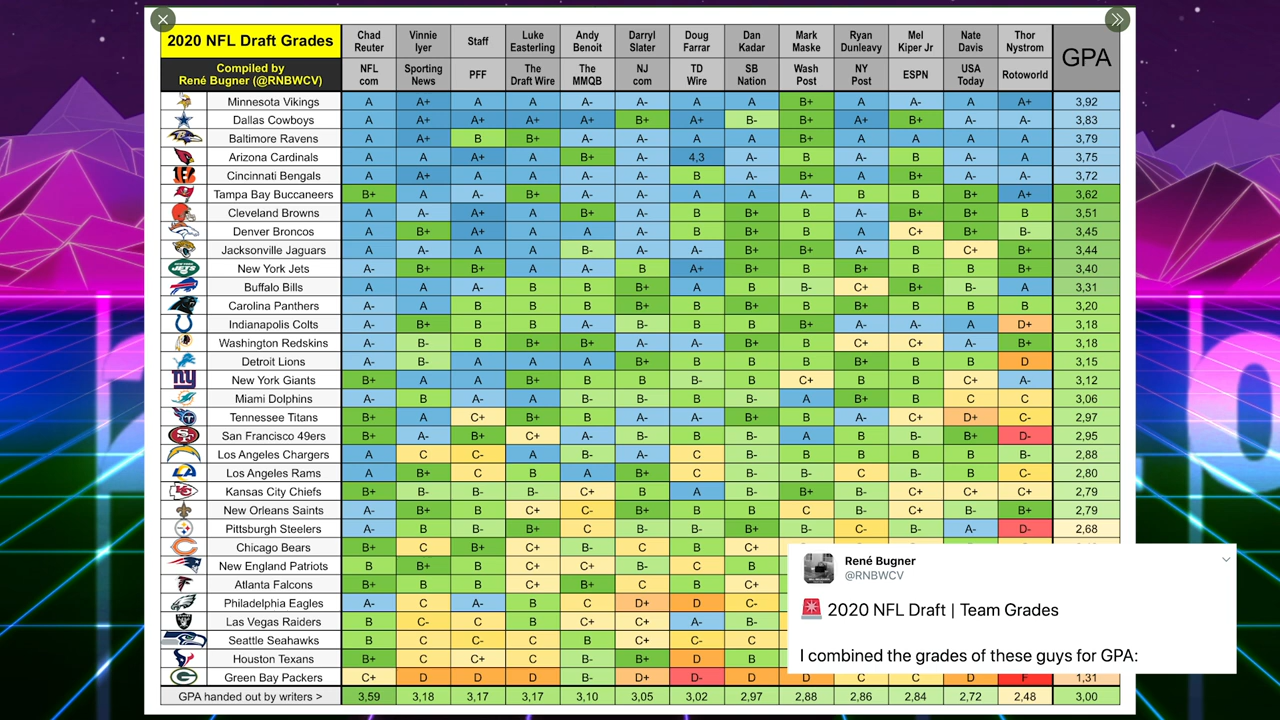 2020 NFL Draft Grades Chad Reuter Vinnie Iyer Staff Luke Easterling Andy Benoit Darryl Slater Doug Farrar Dan Kadar Mark Maske Ryan Dunleavy Mel Kiper Jr Nate Davis Thor Nystrom GPA
Compiled by René Bugner (@RNBWCV) NFL com Sporting News PFF The Draft Wire The MMQB NJ com TD Wire SB Nation Wash Post NY Post ESPN USA Today Rotoworld
Minnesota Vikings A A+ A A A- A- A A B+ A A- A A+ 3,92
Dallas Cowboys A A+ A+ A+ A+ B+ A+ B- B+ A+ B+ A- A- 3,83
Baltimore Ravens A A+ B B+ A- A- A A B+ A A A A 3,79
Arizona Cardinals A A A+ A B+ A- 4,3 A- B A- B A- A 3,75
Cincinnati Bengals A A+ A A A- A- B A- B+ A B+ A- A- 3,72
Tampa Bay Buccaneers B+ A A- B+ A- A- A A A- B B B+ A+ 3,62
Cleveland Browns A A- A+ A B+ A- B B+ B A- B+ B+ B 3,51
Denver Broncos A B+ A+ A A A- B B+ B A C+ B+ B- 3,45
Jacksonville Jaguars A A- A A B- A- A- B+ B+ A- B C+ B+ 3,44
New York Jets A- B+ B+ A A- B A+ B+ B B+ B B B+ 3,40
Buffalo Bills A A A- B B B+ A B B- C+ B+ B- A 3,31
Carolina Panthers A- A B B B B+ B B+ B B+ B B B 3,20
Indianapolis Colts A- B+ B B A- B- B B B+ A- A- A D+ 3,18
Washington Redskins A- B- B B+ B+ A- A- B+ B C+ C+ A- B+ 3,18
Detroit Lions A- B- A A A B+ B B B B+ B B D 3,15
New York Giants B+ A A B+ B B B- B C+ B B C+ A- 3,12
Miami Dolphins A- B A- B B- B- B B- A B+ B C C 3,06
Tennessee Titans B+ A C+ B+ B A- A- B+ B A- C+ D+ C- 2,97
San Francisco 49ers B+ A- B+ C+ A- B- B B- A B B- B+ D- 2,95
Los Angeles Chargers A C C- A B- A- C B- B B B B B- 2,88
Los Angeles Rams A B+ C B A B+ C B- B- C B- B C- 2,80
Kansas City Chiefs B+ B- B- B- C+ B A B- B+ B- C+ C+ C+ 2,79
New Orleans Saints A- B+ B C+ C- B+ B B C B- C+ B- B+ 2,79
Pittsburgh Steelers A- B B- B+ C B- B- B+ B- C- B- A- D- 2,68
Chicago Bears B+ C B+ C+ B- C B C+
New England Patriots B B+ B C+ C+ B- C B
Atlanta Falcons B+ B B C+ B+ C B C+
Philadelphia Eagles A- C A- B C D+ D C-
Las Vegas Raiders B C- C C C+ C+ A- B-
Seattle Seahawks B C C- C B C+ C- C
Houston Texans B+ C C+ C B- B+ D B
Green Bay Packers C+ D D D B- D+ D- D D C C D F 1,31
GPA handed out by writers > 3,59 3,18 3,17 3,17 3,10 3,05 3,02 2,97 2,88 2,86 2,84 2,72 2,48 3,00
René Bugner
@RNBWCV
2020 NFL Draft | Team Grades
I combined the grades of these guys for GPA: